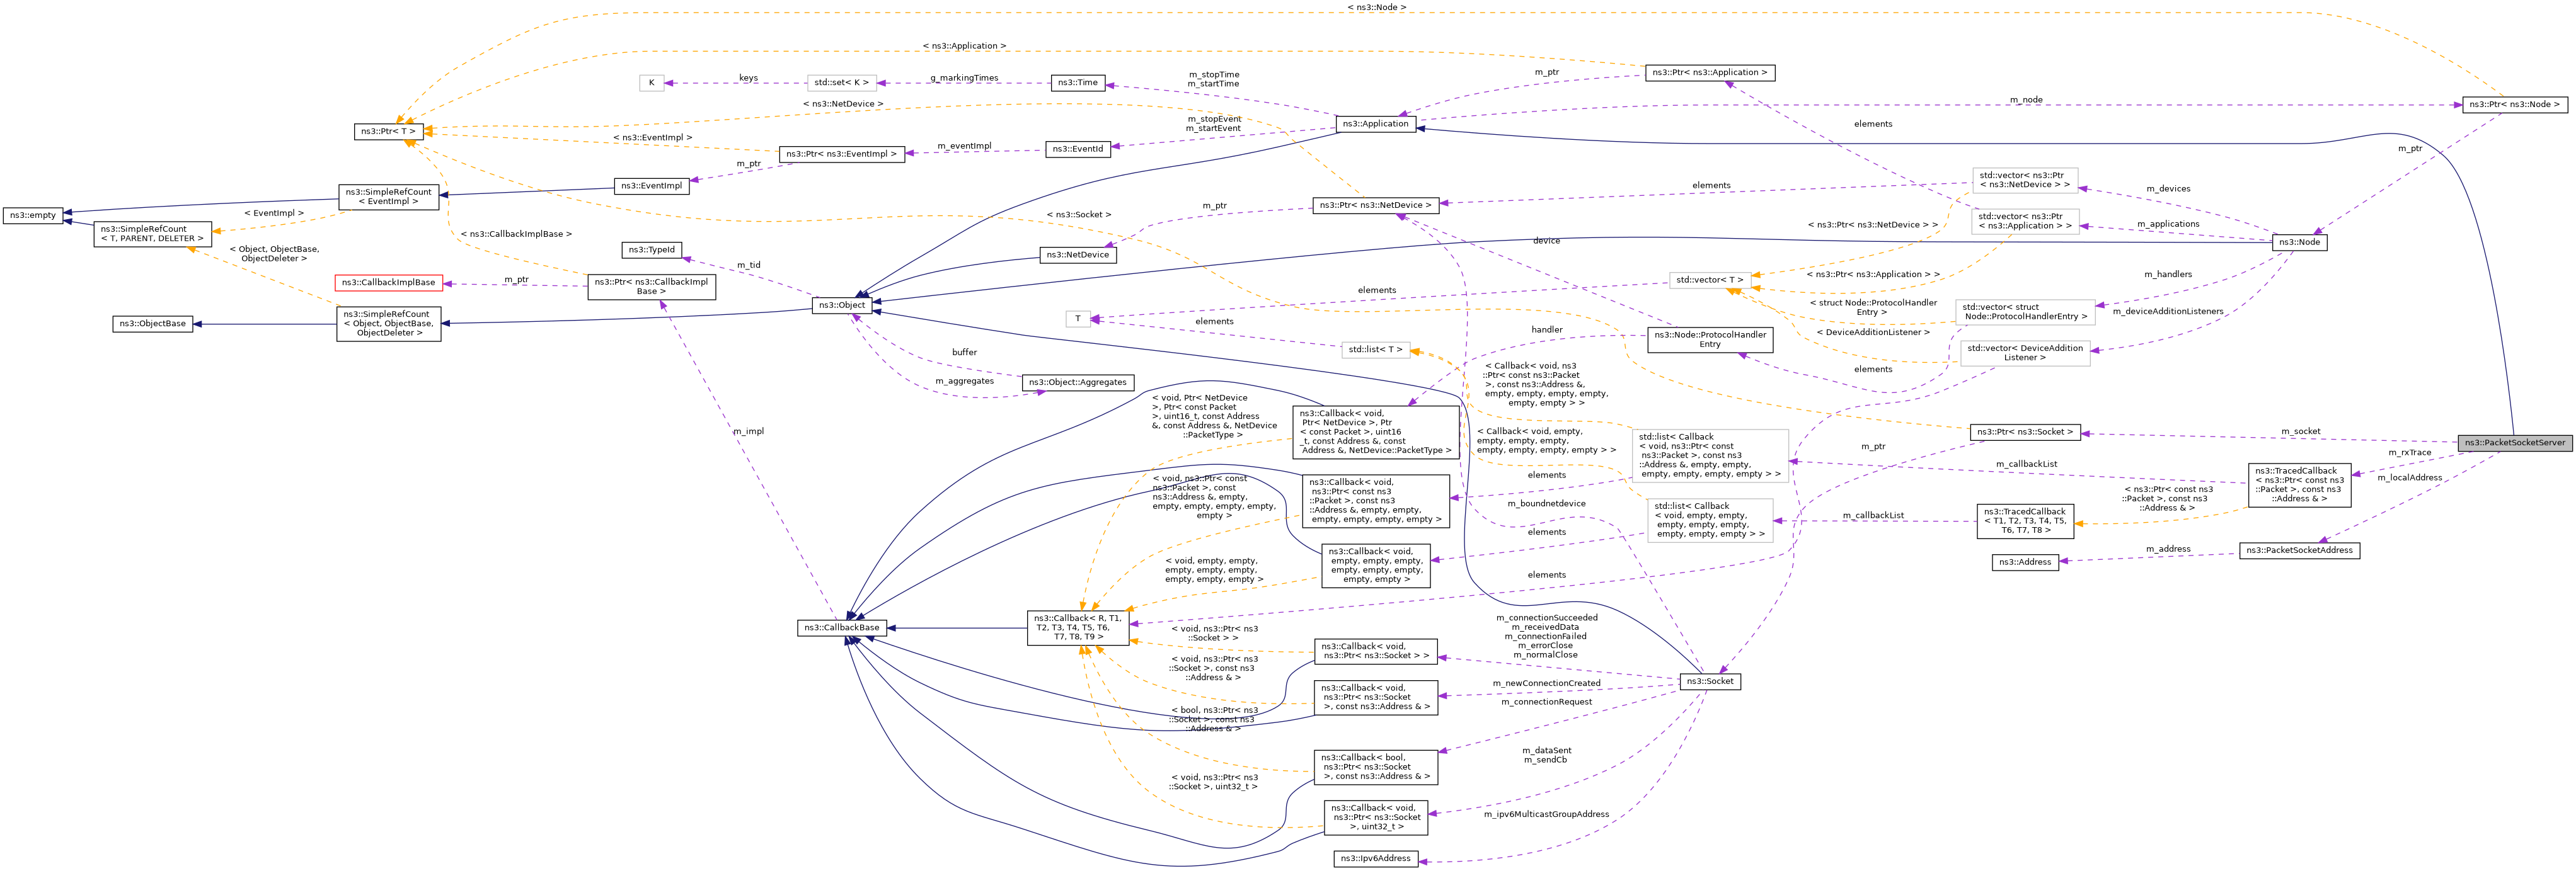 < ns3::Node >
< ns3::Application >
ns3::Ptr< ns3::Application >
m_ptr
m_stopTime
m_startTime
ns3::Time
g_markingTimes
std::set< K >
keys
K
m_node
ns3::Ptr< ns3::Node >
< ns3::NetDevice >
ns3::Ptr< T >
m_stopEvent
m_startEvent
ns3::Application
elements
< ns3::EventImpl >
m_eventImpl
ns3::EventId
ns3::Ptr< ns3::EventImpl >
m_ptr
m_ptr
ns3::EventImpl
ns3::SimpleRefCount
< EventImpl >
ns3::empty
ns3::SimpleRefCount
< T, PARENT, DELETER >
< EventImpl >
< Object, ObjectBase,
ObjectDeleter >
< ns3::CallbackImplBase >
< ns3::Socket >
m_ptr
ns3::Ptr< ns3::NetDevice >
elements
std::vector< ns3::Ptr
< ns3::NetDevice > >
m_devices
std::vector< ns3::Ptr
< ns3::Application > >
m_applications
ns3::Node
< ns3::Ptr< ns3::NetDevice > >
device
ns3::TypeId
ns3::NetDevice
m_tid
ns3::CallbackImplBase
m_ptr
ns3::Ptr< ns3::CallbackImpl
Base >
ns3::Object
std::vector< T >
< ns3::Ptr< ns3::Application > >
m_handlers
elements
ns3::ObjectBase
ns3::SimpleRefCount
< Object, ObjectBase,
ObjectDeleter >
T
elements
< struct Node::ProtocolHandler
Entry >
std::vector< struct
Node::ProtocolHandlerEntry >
m_deviceAdditionListeners
handler
ns3::Node::ProtocolHandler
Entry
< DeviceAdditionListener >
std::list< T >
std::vector< DeviceAddition
Listener >
buffer
m_aggregates
ns3::Object::Aggregates
elements
< Callback< void, ns3
::Ptr< const ns3::Packet
>, const ns3::Address &,
empty, empty, empty, empty,
empty, empty > >
< void, Ptr< NetDevice
>, Ptr< const Packet
>, uint16_t, const Address
&, const Address &, NetDevice
::PacketType >
ns3::Callback< void,
Ptr< NetDevice >, Ptr
< const Packet >, uint16
_t, const Address &, const
Address &, NetDevice::PacketType >
m_impl
< Callback< void, empty,
empty, empty, empty,
empty, empty, empty, empty > >
std::list< Callback
< void, ns3::Ptr< const
ns3::Packet >, const ns3
::Address &, empty, empty,
empty, empty, empty, empty > >
m_ptr
ns3::Ptr< ns3::Socket >
m_socket
ns3::PacketSocketServer
m_rxTrace
m_localAddress
m_callbackList
ns3::TracedCallback
< ns3::Ptr< const ns3
::Packet >, const ns3
::Address & >
< void, ns3::Ptr< const
ns3::Packet >, const
ns3::Address &, empty,
empty, empty, empty, empty,
empty >
ns3::Callback< void,
ns3::Ptr< const ns3
::Packet >, const ns3
::Address &, empty, empty,
empty, empty, empty, empty >
elements
m_boundnetdevice
std::list< Callback
< void, empty, empty,
empty, empty, empty,
empty, empty, empty > >
m_callbackList
ns3::TracedCallback
< T1, T2, T3, T4, T5,
T6, T7, T8 >
< ns3::Ptr< const ns3
::Packet >, const ns3
::Address & >
elements
< void, empty, empty,
empty, empty, empty,
empty, empty, empty >
ns3::Callback< void,
empty, empty, empty,
empty, empty, empty,
empty, empty >
ns3::Address
m_address
ns3::PacketSocketAddress
elements
ns3::CallbackBase
ns3::Callback< R, T1,
T2, T3, T4, T5, T6,
T7, T8, T9 >
< void, ns3::Ptr< ns3
::Socket > >
ns3::Callback< void,
ns3::Ptr< ns3::Socket > >
m_connectionSucceeded
m_receivedData
m_connectionFailed
m_errorClose
m_normalClose
ns3::Socket
< void, ns3::Ptr< ns3
::Socket >, const ns3
::Address & >
ns3::Callback< void,
ns3::Ptr< ns3::Socket
>, const ns3::Address & >
m_newConnectionCreated
m_connectionRequest
< bool, ns3::Ptr< ns3
::Socket >, const ns3
::Address & >
ns3::Callback< bool,
ns3::Ptr< ns3::Socket
>, const ns3::Address & >
m_dataSent
m_sendCb
< void, ns3::Ptr< ns3
::Socket >, uint32_t >
ns3::Callback< void,
ns3::Ptr< ns3::Socket
>, uint32_t >
m_ipv6MulticastGroupAddress
ns3::Ipv6Address